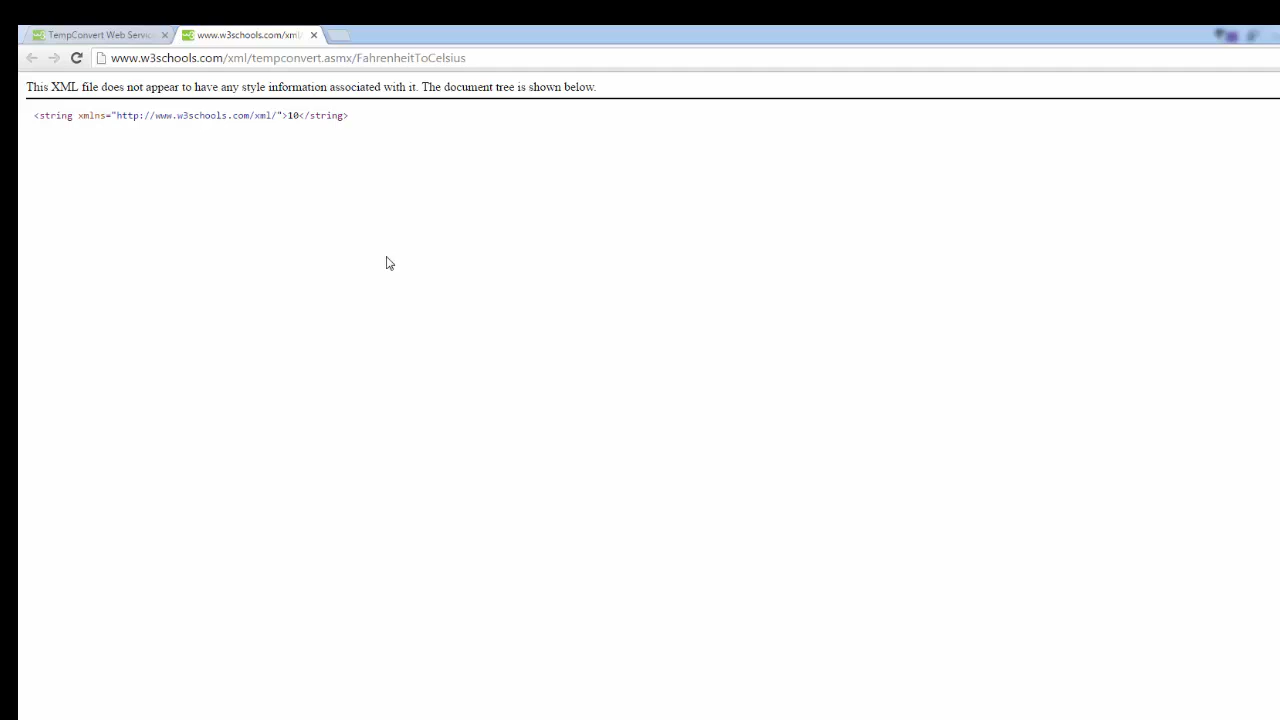 TempConvert Web Servic
www.w3schools.com/xml/
www.w3schools.com/xml/tempconvert.asmx/FahrenheitToCelsius
This XML file does not appear to have any style information associated with it. The document tree is shown below.
<string xmlns="http://www.w3schools.com/xml/">10</string>